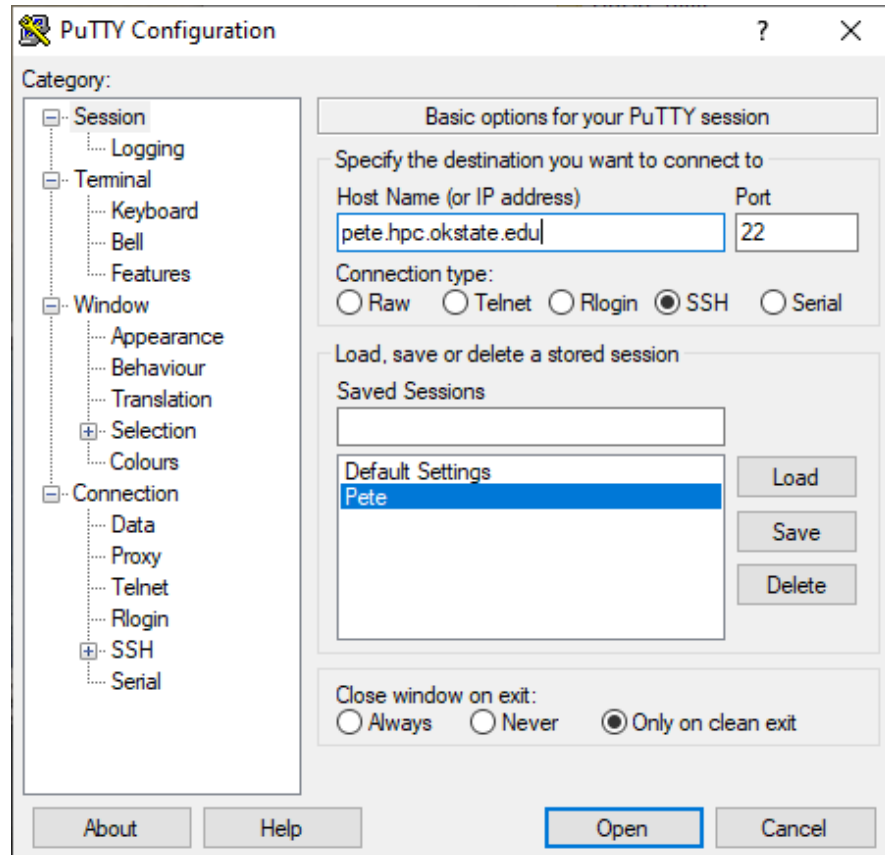 PuTTY Configuration
?
Category:
Session
Logging
Terminal
Keyboard
Bell
Features
Window
Appearance
Behaviour
Translation
Selection
Colours
Connection
Data
Proxy
Telnet
Rlogin
SSH
Serial
Basic options for your PuTTY session
Specify the destination you want to connect to
Host Name (or IP address) Port
pete.hpc.okstate.edu 22
Connection type:
Raw Telnet Rlogin SSH Serial
Load, save or delete a stored session
Saved Sessions
Default Settings
Pete
Load
Save
Delete
Close window on exit:
Always Never Only on clean exit
About Help Open Cancel